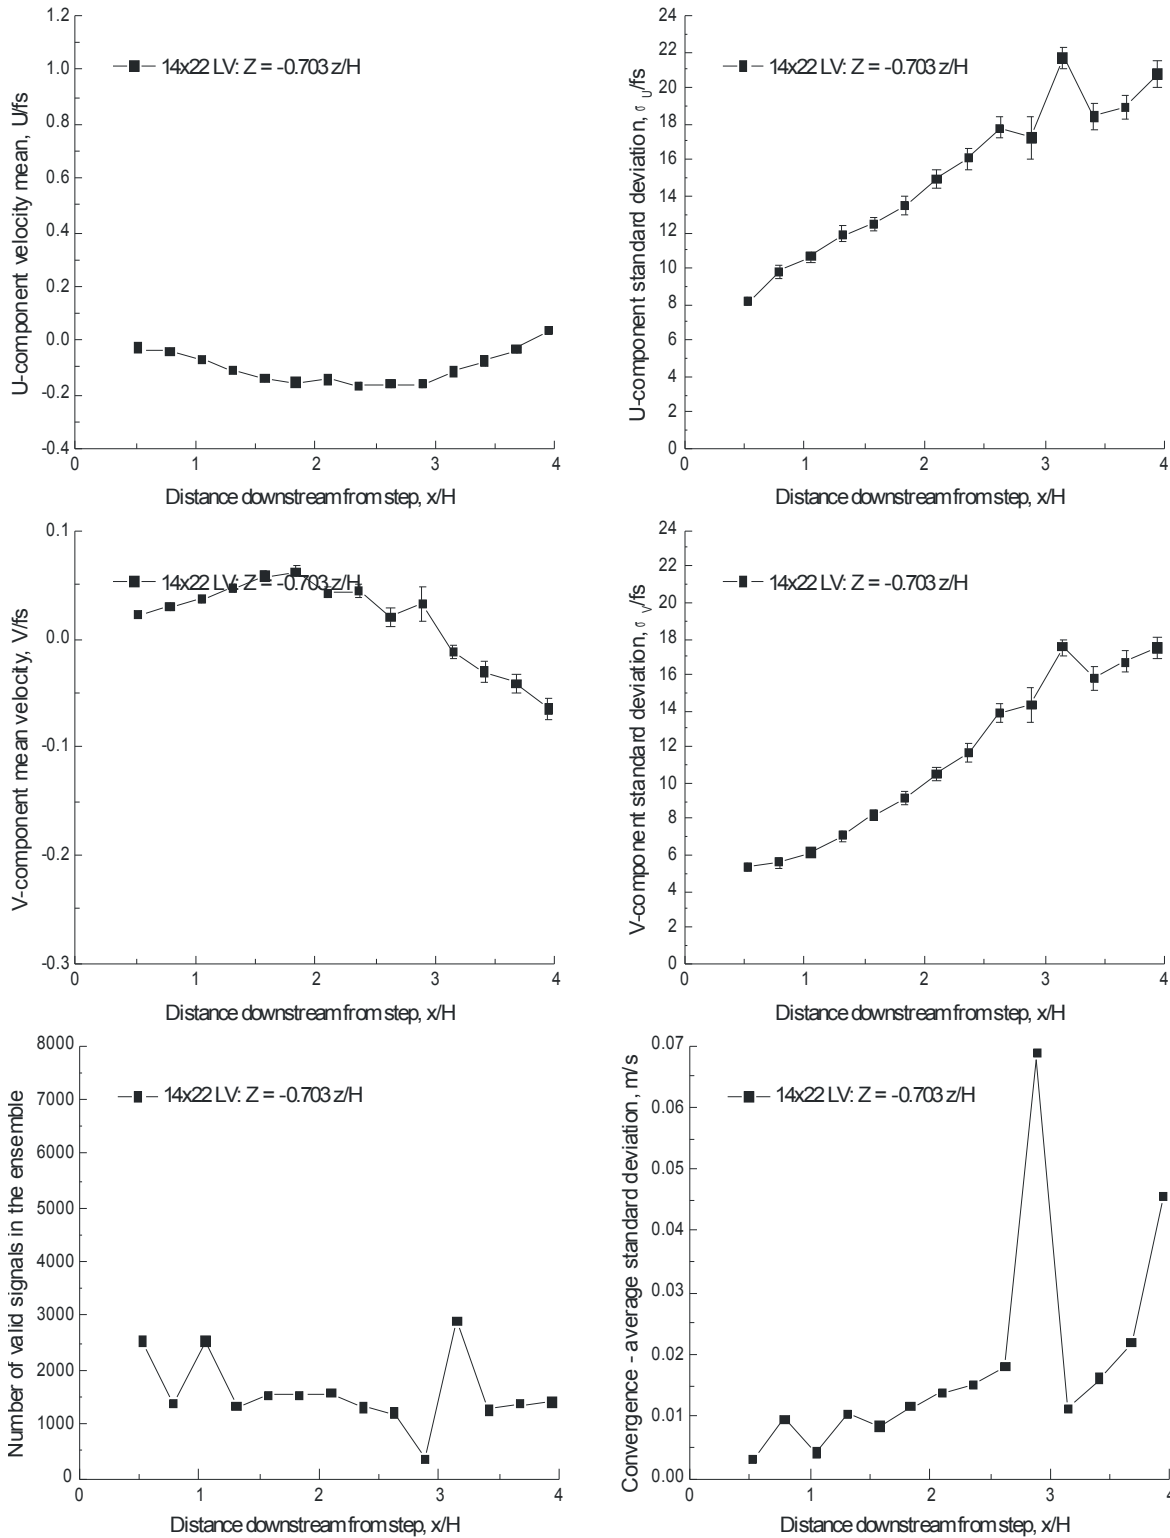 1.2
1.0
0.8
0.6
0.4
0.2
0.0
-0.2
-0.4
U-component velocity mean, U/fs
14x22 LV: Z = -0.703 z/H
0 1 2 3 4
Distance downstream from step, x/H
24
22
20
18
16
14
12
10
8
6
4
2
0
U-component standard deviation, σU/fs
14x22 LV: Z = -0.703 z/H
0 1 2 3 4
Distance downstream from step, x/H
0.1
0.0
-0.1
-0.2
-0.3
V-component mean velocity, V/fs
14x22 LV: Z = -0.703 z/H
0 1 2 3 4
Distance downstream from step, x/H
24
22
20
18
16
14
12
10
8
6
4
2
0
V-component standard deviation, σV/fs
14x22 LV: Z = -0.703 z/H
0 1 2 3 4
Distance downstream from step, x/H
8000
7000
6000
5000
4000
3000
2000
1000
0
Number of valid signals in the ensemble
14x22 LV: Z = -0.703 z/H
0 1 2 3 4
Distance downstream from step, x/H
0.07
0.06
0.05
0.04
0.03
0.02
0.01
0.00
Convergence - average standard deviation, m/s
14x22 LV: Z = -0.703 z/H
0 1 2 3 4
Distance downstream from step, x/H